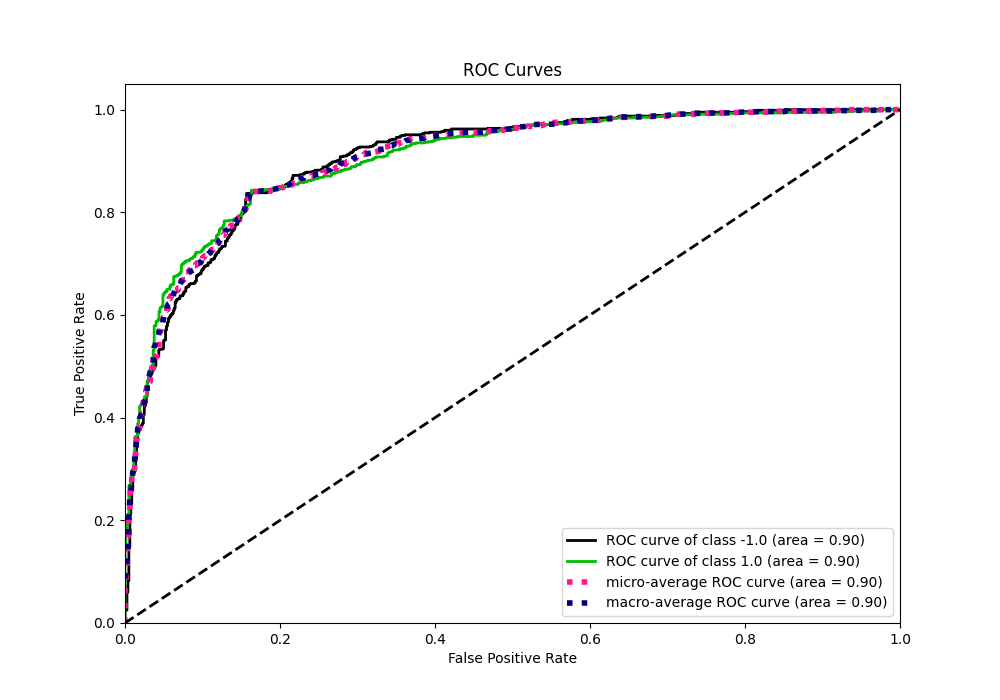 ROC Curves
1.0
0.8
0.6
0.4
0.2
0.0
True Positive Rate
ROC curve of class -1.0 (area = 0.90)
ROC curve of class 1.0 (area = 0.90)
micro-average ROC curve (area = 0.90)
macro-average ROC curve (area = 0.90)
0.0 0.2 0.4 0.6 0.8 1.0
False Positive Rate